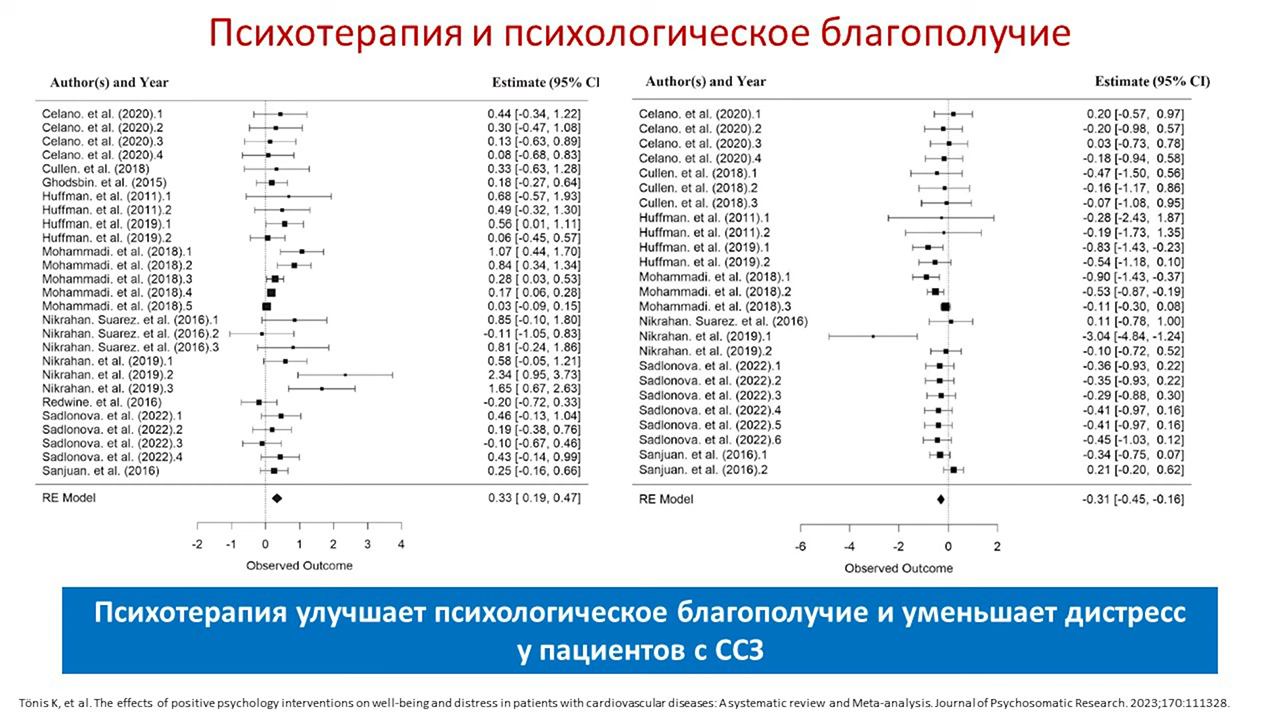 Психотерапия и психологическое благополучие
Author(s) and Year Estimate (95% CI
Celano. et al. (2020).1 0.44 [-0.34, 1.22]
Celano. et al. (2020).2 0.30 [-0.47, 1.08]
Celano. et al. (2020).3 0.13 [-0.63, 0.89]
Celano. et al. (2020).4 0.08 [-0.68, 0.83]
Cullen. et al. (2018) 0.33 [-0.63, 1.28]
Ghodsbin. et al. (2015) 0.18 [-0.27, 0.64]
Huffman. et al. (2011).1 0.68 [-0.57, 1.93]
Huffman. et al. (2011).2 0.49 [-0.32, 1.30]
Huffman. et al. (2019).1 0.56 [ 0.01, 1.11]
Huffman. et al. (2019).2 0.06 [-0.45, 0.57]
Mohammadi. et al. (2018).1 1.07 [ 0.44, 1.70]
Mohammadi. et al. (2018).2 0.84 [ 0.34, 1.34]
Mohammadi. et al. (2018).3 0.28 [ 0.03, 0.53]
Mohammadi. et al. (2018).4 0.17 [ 0.06, 0.28]
Mohammadi. et al. (2018).5 0.03 [-0.09, 0.15]
Nikrahan. Suarez. et al. (2016).1 0.85 [-0.10, 1.80]
Nikrahan. Suarez. et al. (2016).2 -0.11 [-1.05, 0.83]
Nikrahan. Suarez. et al. (2016).3 0.81 [-0.24, 1.86]
Nikrahan. et al. (2019).1 0.58 [-0.05, 1.21]
Nikrahan. et al. (2019).2 2.34 [ 0.95, 3.73]
Nikrahan. et al. (2019).3 1.65 [ 0.67, 2.63]
Redwine. et al. (2016) -0.20 [-0.72, 0.33]
Sadlonova. et al. (2022).1 0.46 [-0.13, 1.04]
Sadlonova. et al. (2022).2 0.19 [-0.38, 0.76]
Sadlonova. et al. (2022).3 -0.10 [-0.67, 0.46]
Sadlonova. et al. (2022).4 0.43 [-0.14, 0.99]
Sanjuan. et al. (2016) 0.25 [-0.16, 0.66]
RE Model 0.33 [ 0.19, 0.47]
-2 -1 0 1 2 3 4
Observed Outcome
Author(s) and Year Estimate (95% CI)
Celano. et al. (2020).1 0.20 [-0.57, 0.97]
Celano. et al. (2020).2 -0.20 [-0.98, 0.57]
Celano. et al. (2020).3 0.03 [-0.73, 0.78]
Celano. et al. (2020).4 -0.18 [-0.94, 0.58]
Cullen. et al. (2018).1 -0.47 [-1.50, 0.56]
Cullen. et al. (2018).2 -0.16 [-1.17, 0.86]
Cullen. et al. (2018).3 -0.07 [-1.08, 0.95]
Huffman. et al. (2011).1 -0.28 [-2.43, 1.87]
Huffman. et al. (2011).2 -0.19 [-1.73, 1.35]
Huffman. et al. (2019).1 -0.83 [-1.43, -0.23]
Huffman. et al. (2019).2 -0.54 [-1.18, 0.10]
Mohammadi. et al. (2018).1 -0.90 [-1.43, -0.37]
Mohammadi. et al. (2018).2 -0.53 [-0.87, -0.19]
Mohammadi. et al. (2018).3 -0.11 [-0.30, 0.08]
Nikrahan. Suarez. et al. (2016) 0.11 [-0.78, 1.00]
Nikrahan. et al. (2019).1 -3.04 [-4.84, -1.24]
Nikrahan. et al. (2019).2 -0.10 [-0.72, 0.52]
Sadlonova. et al. (2022).1 -0.36 [-0.93, 0.22]
Sadlonova. et al. (2022).2 -0.35 [-0.93, 0.22]
Sadlonova. et al. (2022).3 -0.29 [-0.88, 0.30]
Sadlonova. et al. (2022).4 -0.41 [-0.97, 0.16]
Sadlonova. et al. (2022).5 -0.41 [-0.97, 0.16]
Sadlonova. et al. (2022).6 -0.45 [-1.03, 0.12]
Sanjuan. et al. (2016).1 -0.34 [-0.75, 0.07]
Sanjuan. et al. (2016).2 0.21 [-0.20, 0.62]
RE Model -0.31 [-0.45, -0.16]
-6 -4 -2 0 2
Observed Outcome
Психотерапия улучшает психологическое благополучие и уменьшает дистресс
у пациентов с ССЗ
Tönis K, et al. The effects of positive psychology interventions on well-being and distress in patients with cardiovascular diseases: A systematic review and Meta-analysis. Journal of Psychosomatic Research. 2023;170:111328.